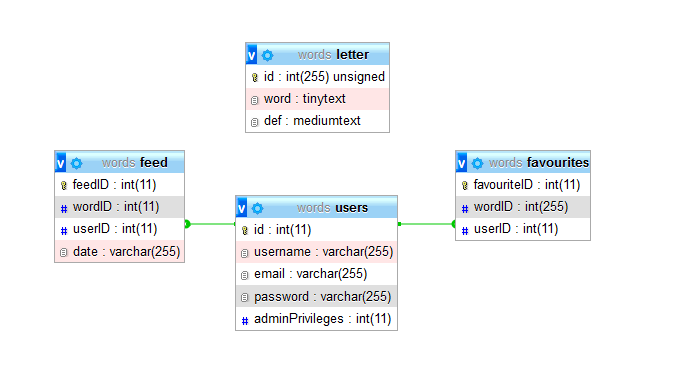 v words letter
id : int(255) unsigned
word : tinytext
def : mediumtext
v words feed
feedID : int(11)
# wordID : int(11)
# userID : int(11)
date : varchar(255)
v words users
id : int(11)
username : varchar(255)
email : varchar(255)
password : varchar(255)
# adminPrivileges : int(11)
v words favourites
favouriteID : int(11)
# wordID : int(255)
# userID : int(11)